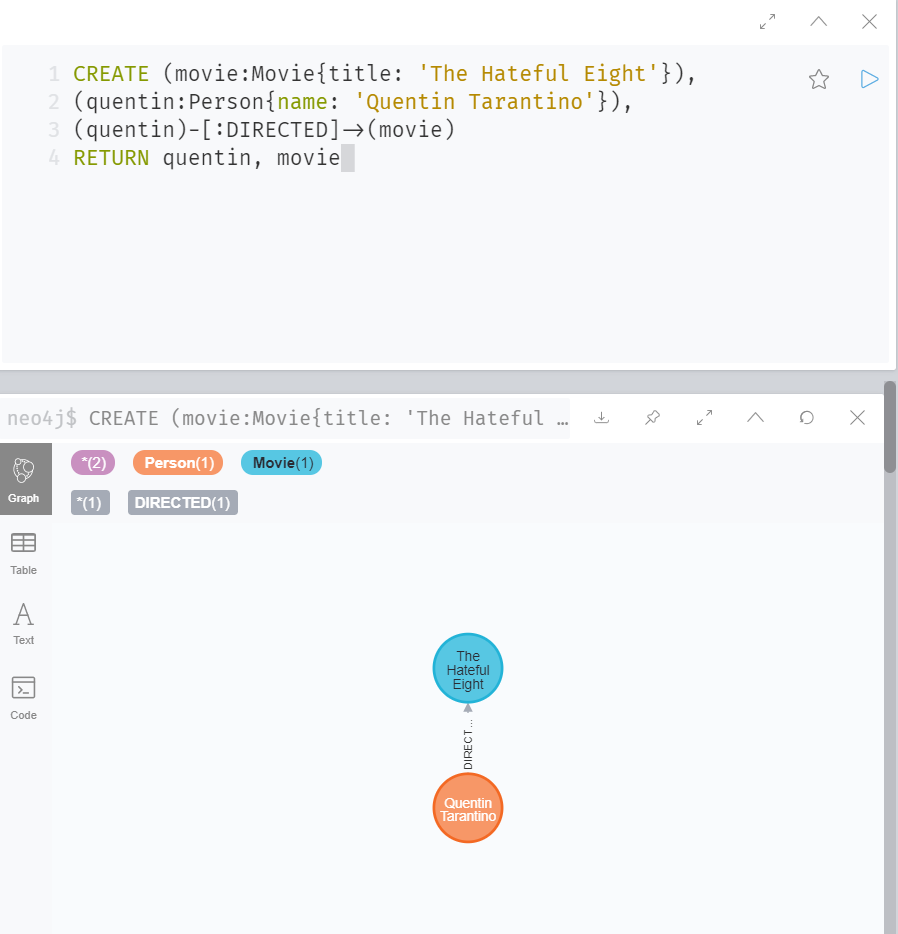 1 CREATE (movie:Movie{title: 'The Hateful Eight'}),
2 (quentin:Person{name: 'Quentin Tarantino'}),
3 (quentin)-[:DIRECTED]->(movie)
4 RETURN quentin, movie
neo4j$ CREATE (movie:Movie{title: 'The Hateful …
*(2) Person(1) Movie(1)
*(1) DIRECTED(1)
Graph
Table
Text
Code
The
Hateful
Eight
DIRECT…
Quentin
Tarantino